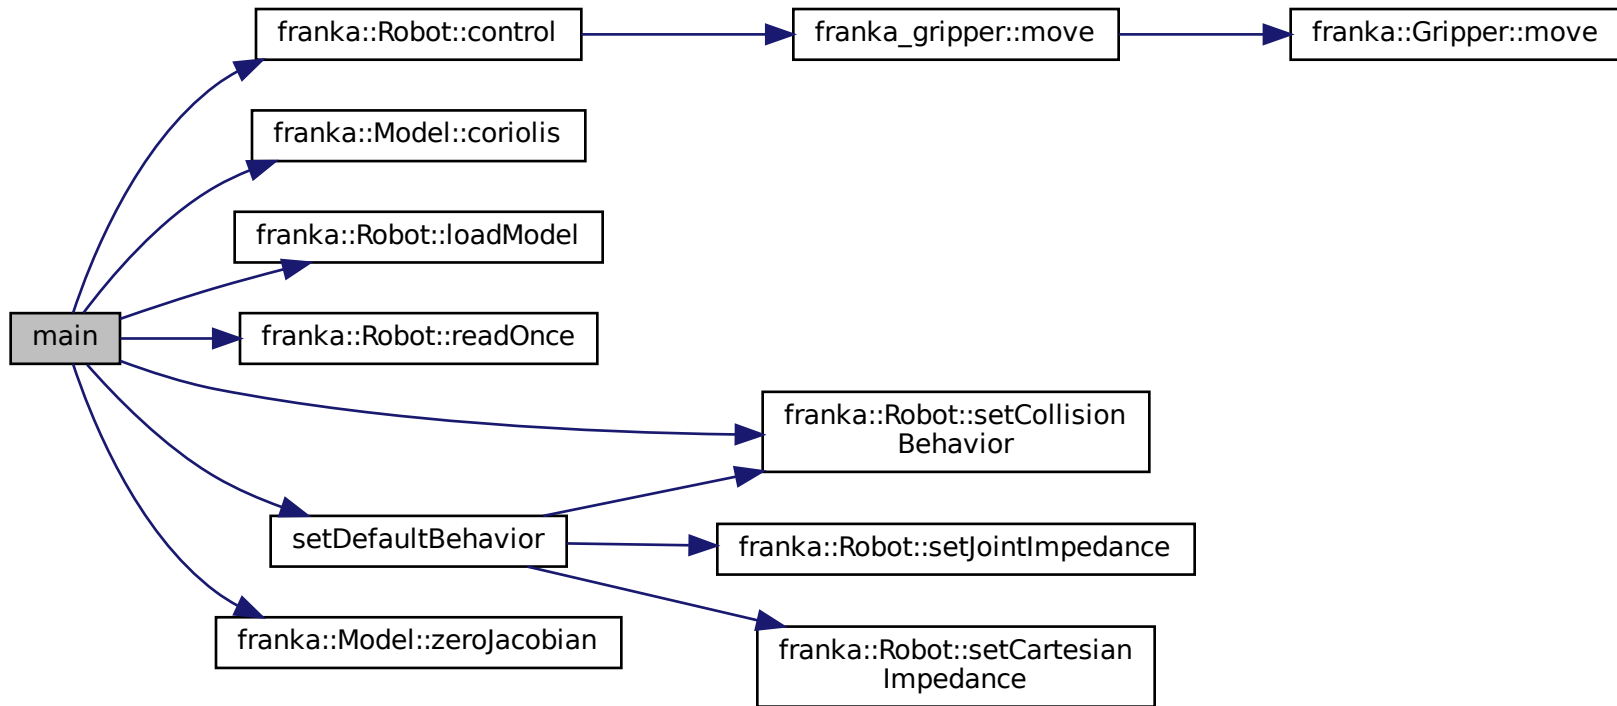 franka::Robot::control
franka_gripper::move
franka::Gripper::move
franka::Model::coriolis
franka::Robot::loadModel
main
franka::Robot::readOnce
franka::Robot::setCollision
Behavior
setDefaultBehavior
franka::Robot::setJointImpedance
franka::Model::zeroJacobian
franka::Robot::setCartesian
Impedance